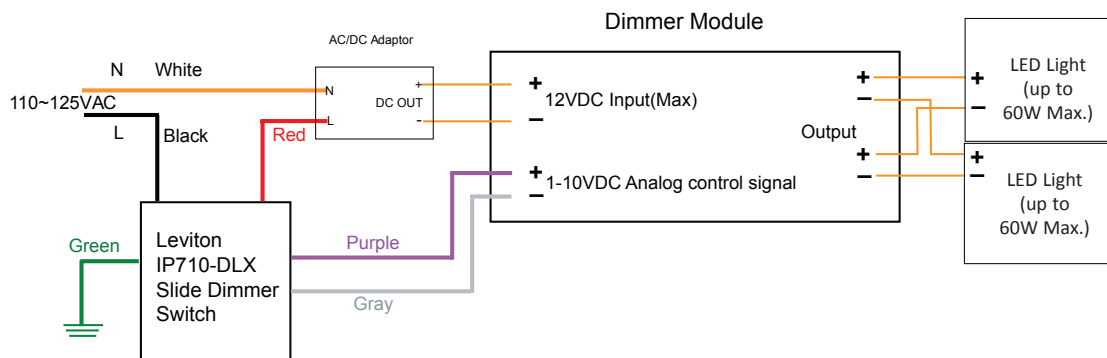 Dimmer Module
AC/DC Adaptor
N White
110~125VAC
L
Black
Red
N
L
+
DC OUT
-
+
12VDC Input(Max)
−
+
1-10VDC Analog control signal
−
+
−
Output
+
−
+
−
LED Light
(up to
60W Max.)
+
−
LED Light
(up to
60W Max.)
Green
Leviton
IP710-DLX
Slide Dimmer
Switch
Purple
Gray